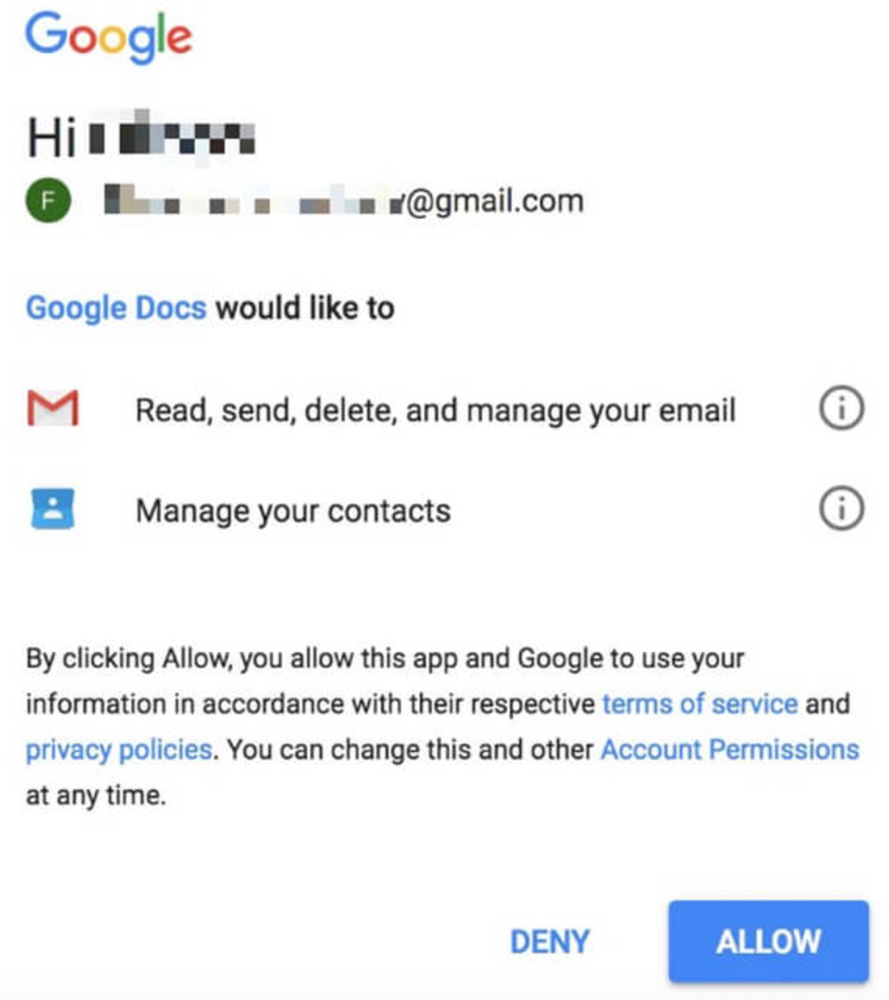 Google
Hi
F
@gmail.com
Google Docs would like to
Read, send, delete, and manage your email
Manage your contacts
By clicking Allow, you allow this app and Google to use your
information in accordance with their respective terms of service and
privacy policies. You can change this and other Account Permissions
at any time.
DENY
ALLOW